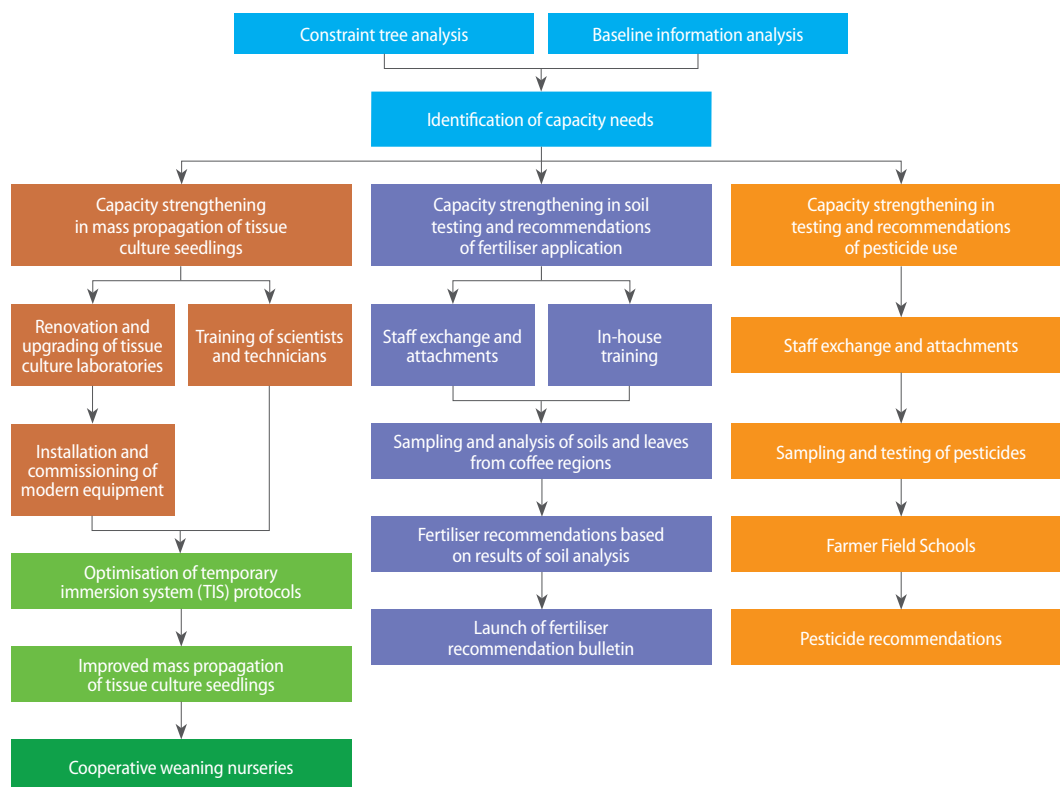 Constraint tree analysis
Baseline information analysis
Identification of capacity needs
Capacity strengthening
in mass propagation of tissue
culture seedlings
Capacity strengthening in soil
testing and recommendations
of fertiliser application
Capacity strengthening in
testing and recommendations
of pesticide use
Renovation and
upgrading of tissue
culture laboratories
Training of scientists
and technicians
Staff exchange and
attachments
In-house
training
Staff exchange and attachments
Installation and
commissioning of
modern equipment
Sampling and analysis of soils and leaves
from coffee regions
Sampling and testing of pesticides
Optimisation of temporary
immersion system (TIS) protocols
Fertiliser recommendations based
on results of soil analysis
Farmer Field Schools
Improved mass propagation
of tissue culture seedlings
Launch of fertiliser
recommendation bulletin
Pesticide recommendations
Cooperative weaning nurseries